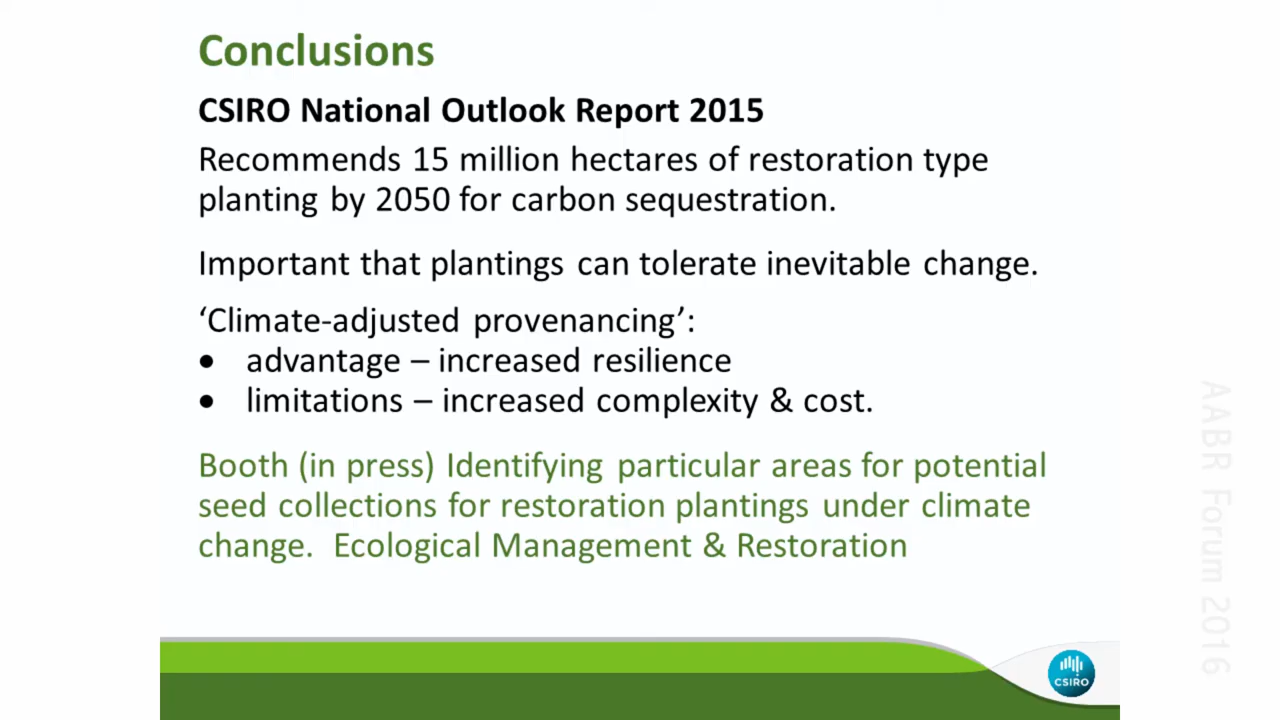 Conclusions
CSIRO National Outlook Report 2015
Recommends 15 million hectares of restoration type
planting by 2050 for carbon sequestration.
Important that plantings can tolerate inevitable change.
‘Climate-adjusted provenancing’:
• advantage – increased resilience
• limitations – increased complexity & cost.
Booth (in press) Identifying particular areas for potential
seed collections for restoration plantings under climate
change. Ecological Management & Restoration
CSIRO
AABR Forum 2016